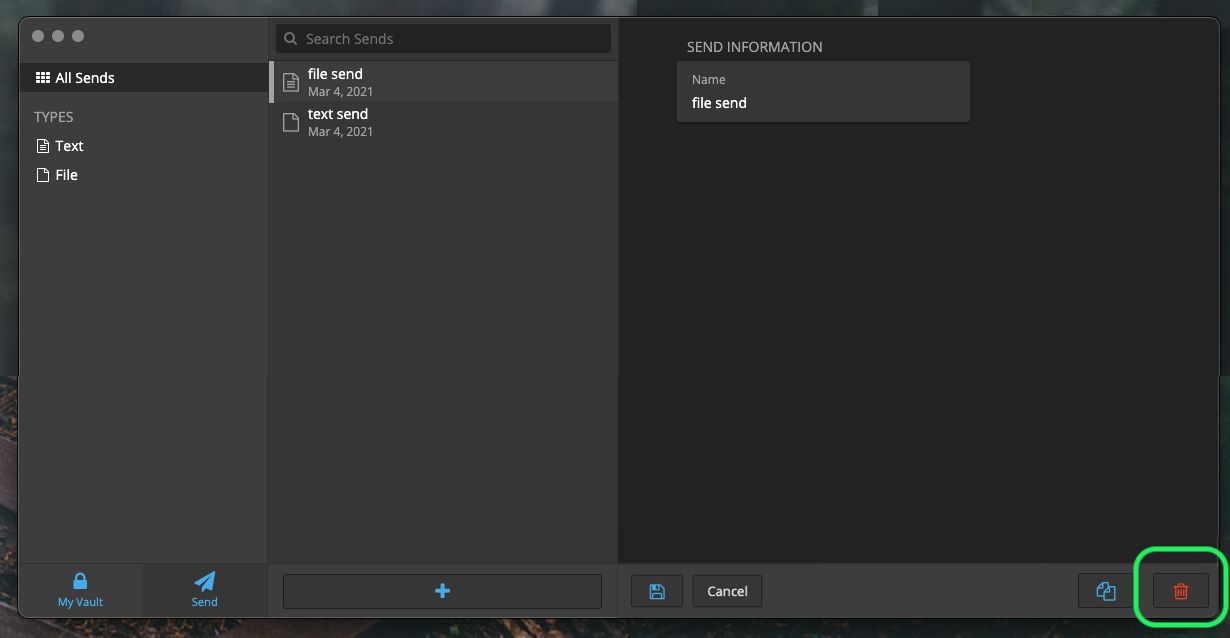 All Sends
TYPES
Text
File
My Vault
Send
Search Sends
file send
Mar 4, 2021
text send
Mar 4, 2021
SEND INFORMATION
Name
file send
Cancel